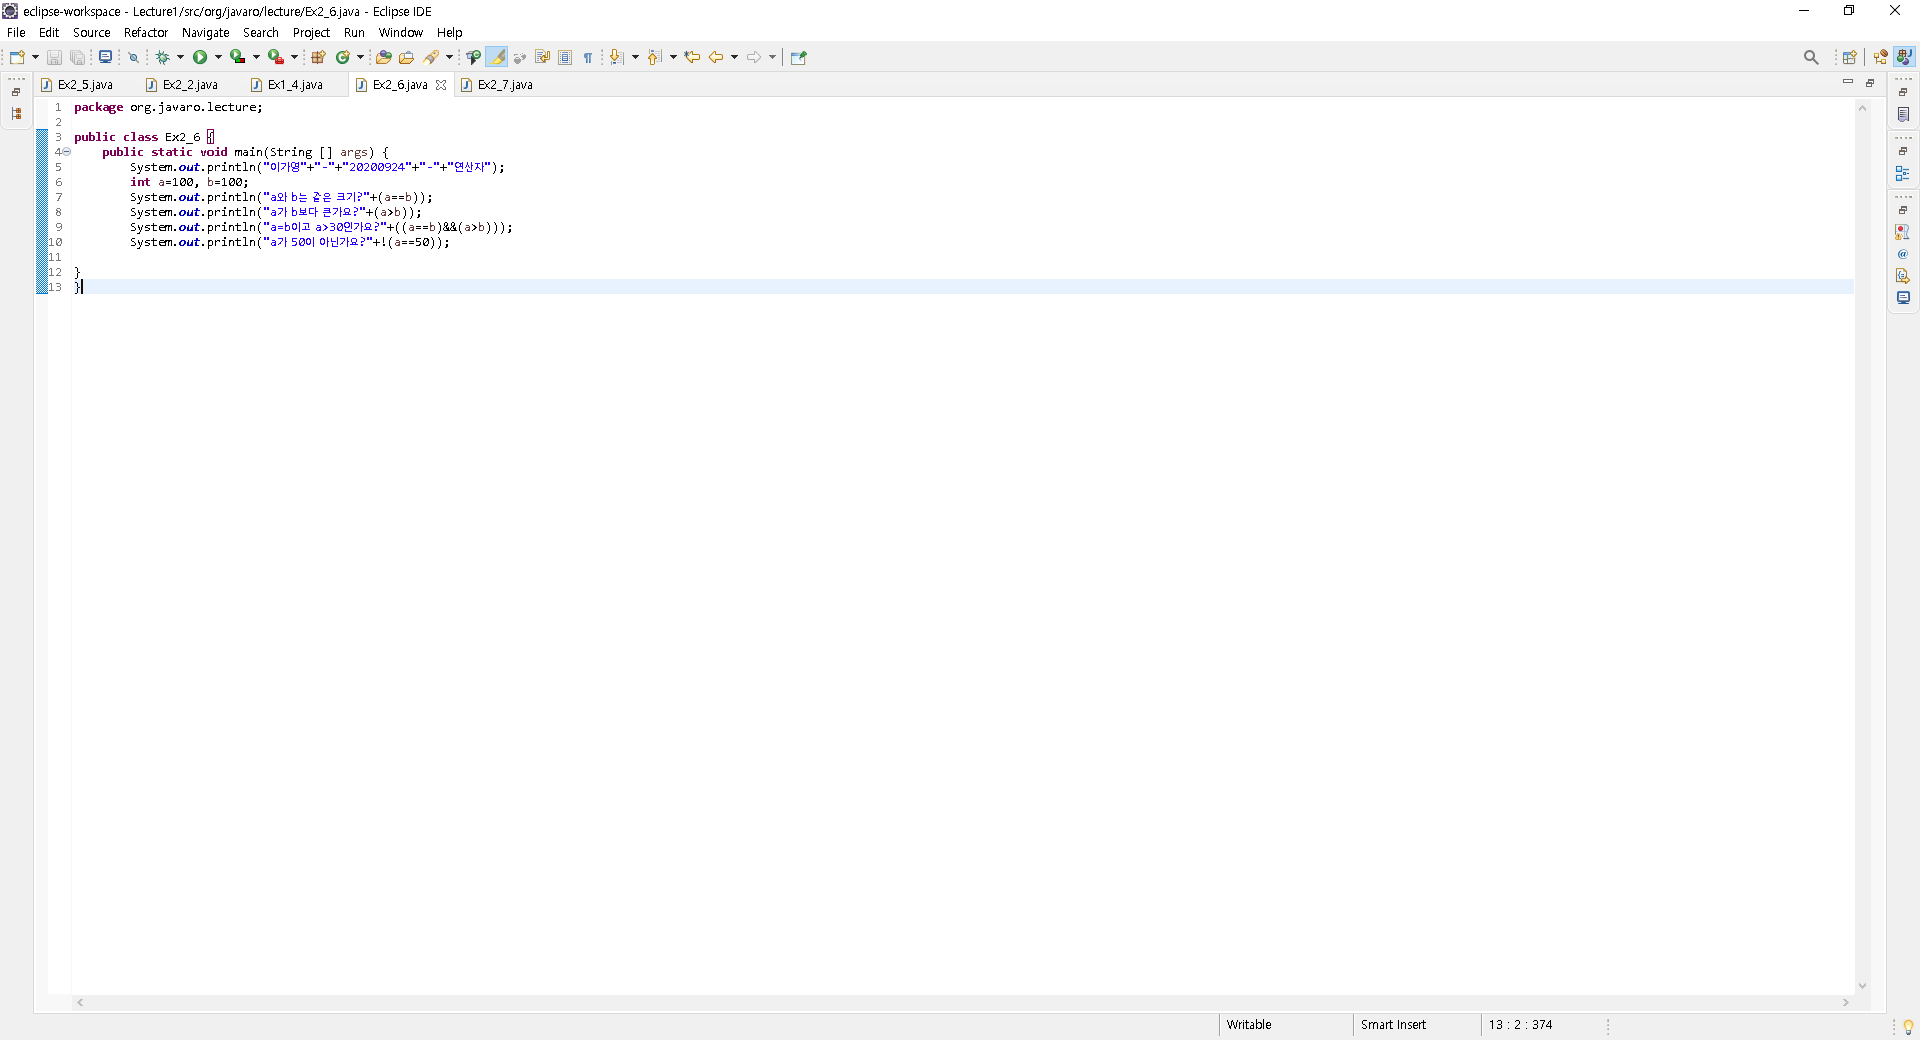 eclipse-workspace - Lecture1/src/org/javaro/lecture/Ex2_6.java - Eclipse IDE
File Edit Source Refactor Navigate Search Project Run Window Help
Ex2_5.java Ex2_2.java Ex1_4.java Ex2_6.java Ex2_7.java
1 package org.javaro.lecture;
2
3 public class Ex2_6 {
4 public static void main(String [] args) {
5 System.out.println("이가영"+"-"+"20200924"+"-"+"연산자");
6 int a=100, b=100;
7 System.out.println("a와 b는 같은 크기?"+(a==b));
8 System.out.println("a가 b보다 큰가요?"+(a>b));
9 System.out.println("a=b이고 a>30인가요?"+((a==b)&&(a>b)));
10 System.out.println("a가 50이 아닌가요?"+!(a==50));
11
12 }
13 }
Writable Smart Insert 13 : 2 : 374